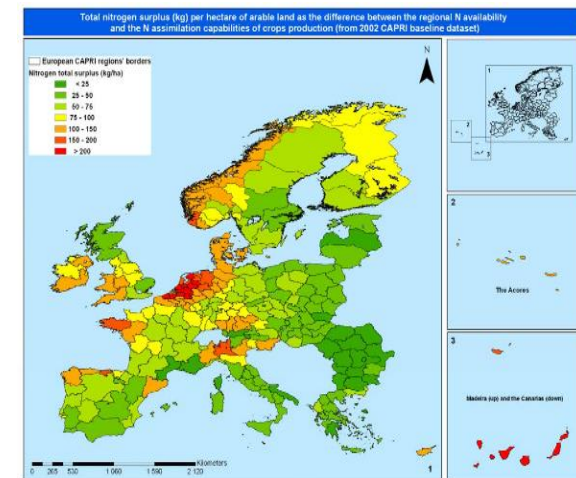 Total nitrogen surplus (kg) per hectare of arable land as the difference between the regional N availability
and the N assimilation capabilities of crops production (from 2002 CAPRI baseline dataset)
European CAPRI regions' borders
Nitrogen total surplus (kg/ha)
< 25
25 - 50
50 - 75
75 - 100
100 - 150
150 - 200
> 200
N
1
2
3
2
The Acores
3
Madeira (up) and the Canarias (down)
Kilometers
0 265 530 1 060 1 590 2 120
1